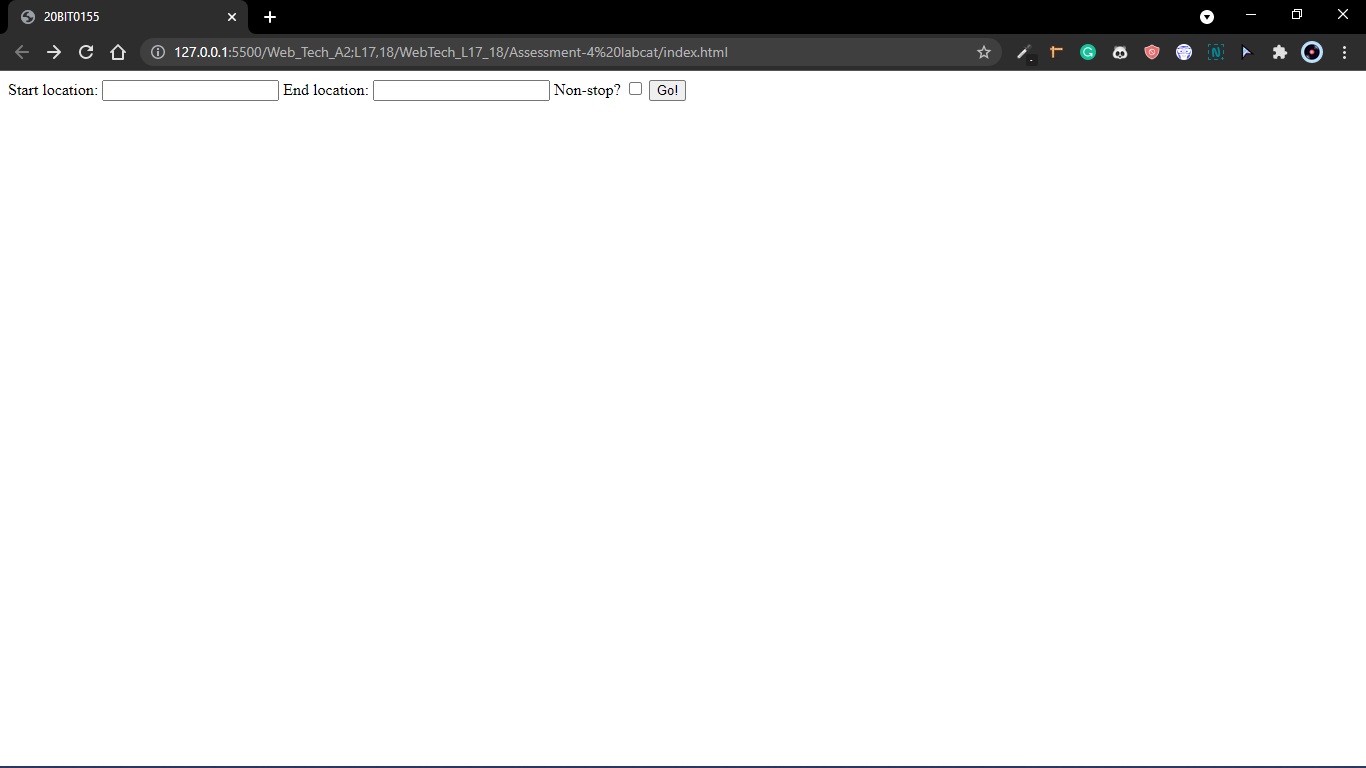 20BIT0155
127.0.0.1:5500/Web_Tech_A2;L17,18/WebTech_L17_18/Assessment-4%20labcat/index.html
Start location: End location: Non-stop? Go!